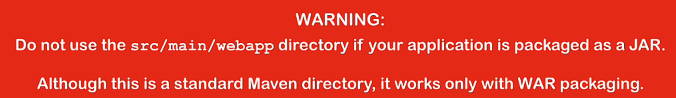 WARNING:
Do not use the src/main/webapp directory if your application is packaged as a JAR.
Although this is a standard Maven directory, it works only with WAR packaging.